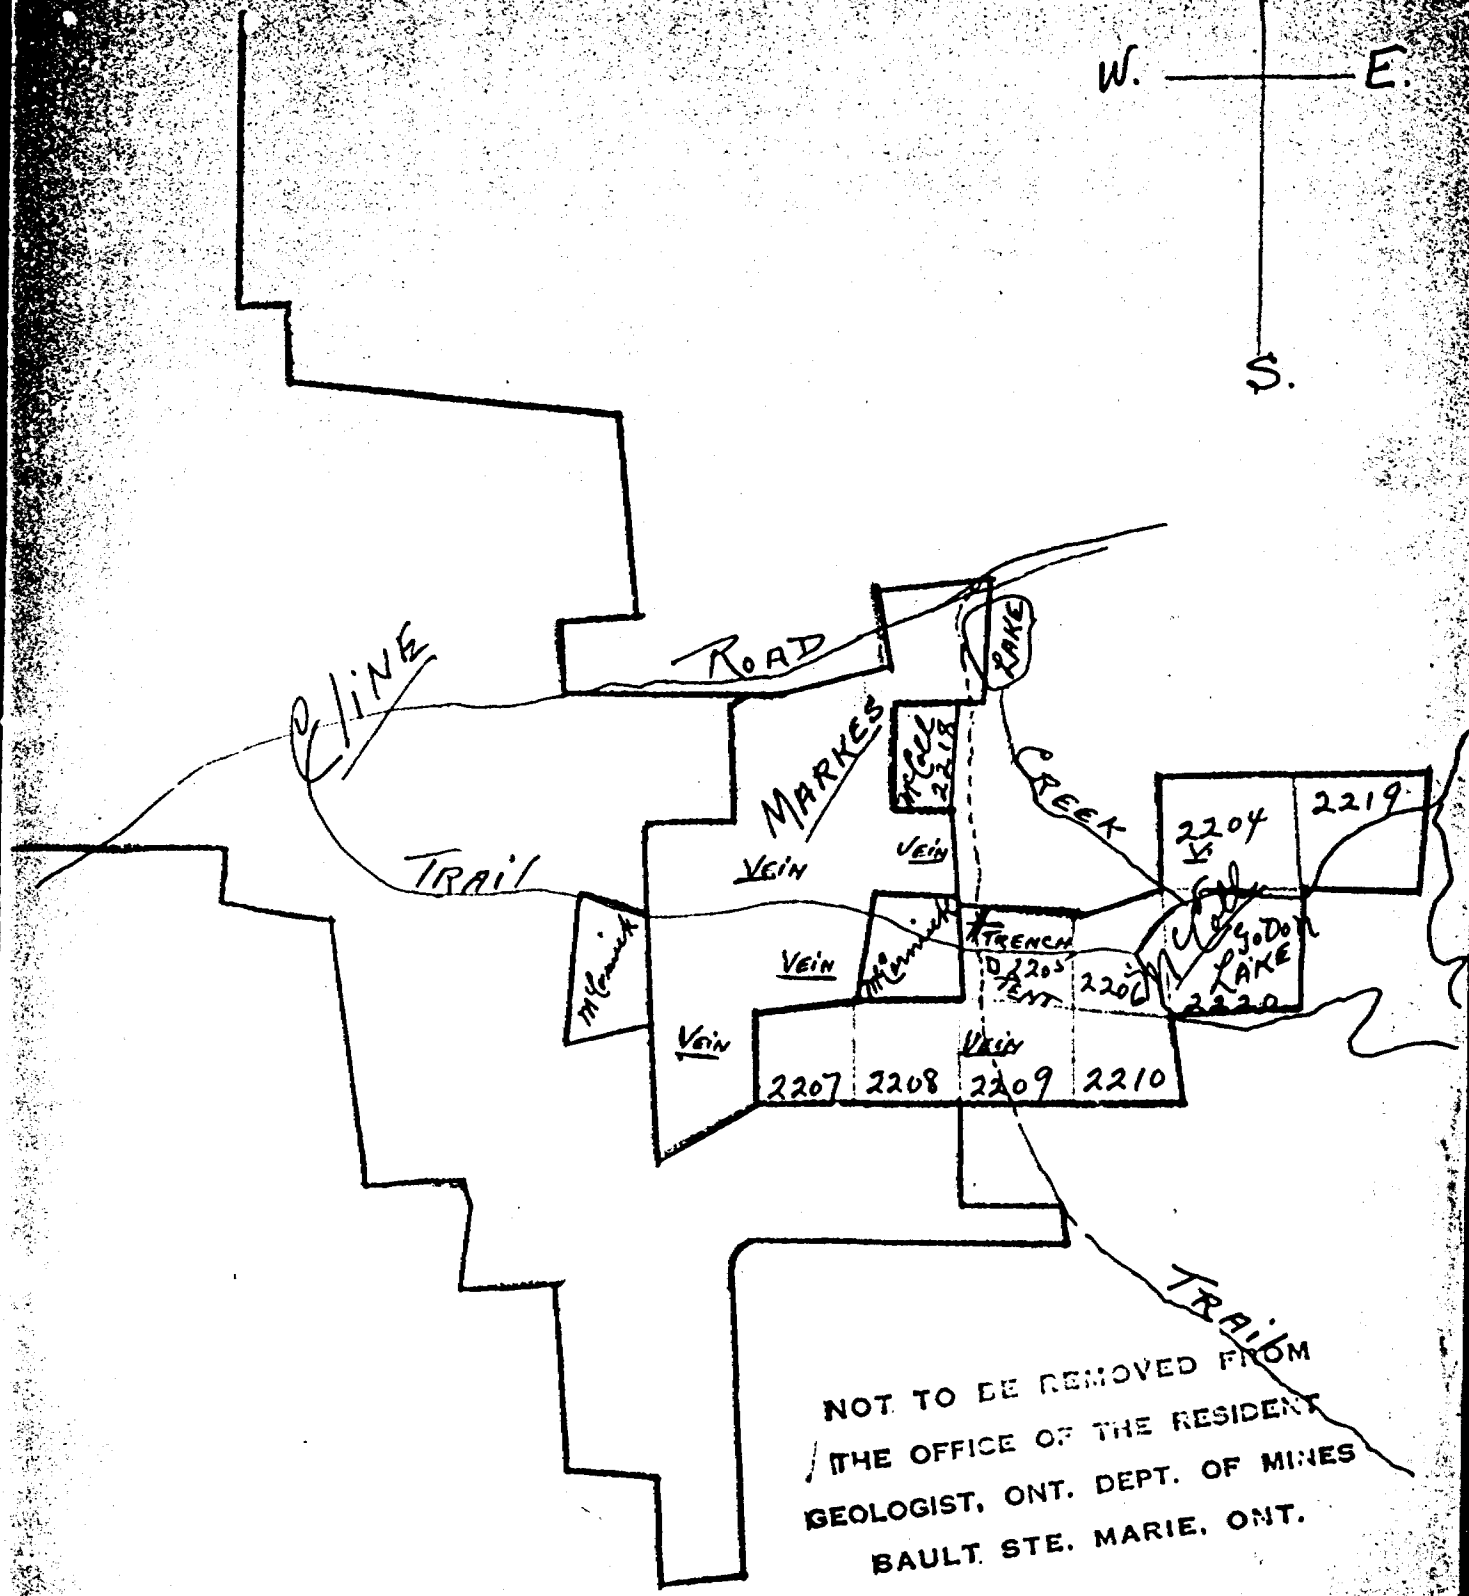 W. E.
S.
LAKE
ROAD
Cline
MARKES
McColl
2218
CREEK
2219
2204
V
VEIN
VEIN
TRAIL
McCormick
McCormick
TRENCH
2205
TENT
2206
GODON
LAKE
2220
VEIN
VEIN
VEIN
2207 2208 2209 2210
TRAIL
NOT TO BE REMOVED FROM
THE OFFICE OF THE RESIDENT
GEOLOGIST, ONT. DEPT. OF MINES
SAULT STE. MARIE, ONT.